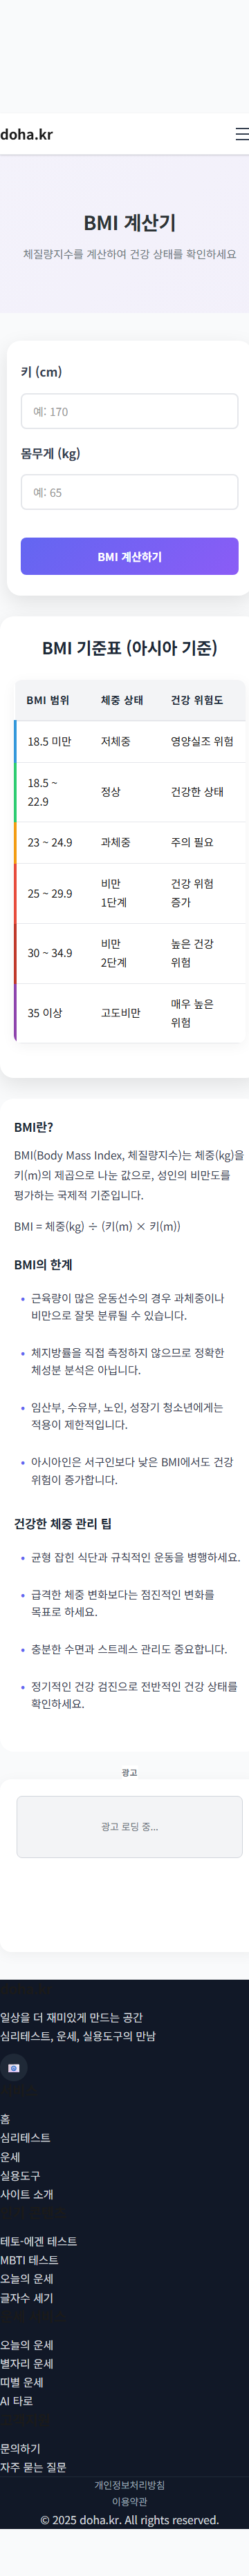 doha.kr
BMI 계산기
체질량지수를 계산하여 건강 상태를 확인하세요
키 (cm)
예: 170
몸무게 (kg)
예: 65
BMI 계산하기
BMI 기준표 (아시아 기준)
BMI 범위 체중 상태 건강 위험도
18.5 미만 저체중 영양실조 위험
18.5 ~
22.9 정상 건강한 상태
23 ~ 24.9 과체중 주의 필요
25 ~ 29.9 비만
1단계 건강 위험
증가
30 ~ 34.9 비만
2단계 높은 건강
위험
35 이상 고도비만 매우 높은
위험
BMI란?
BMI(Body Mass Index, 체질량지수)는 체중(kg)을
키(m)의 제곱으로 나눈 값으로, 성인의 비만도를
평가하는 국제적 기준입니다.
BMI = 체중(kg) ÷ (키(m) × 키(m))
BMI의 한계
• 근육량이 많은 운동선수의 경우 과체중이나
비만으로 잘못 분류될 수 있습니다.
• 체지방률을 직접 측정하지 않으므로 정확한
체성분 분석은 아닙니다.
• 임산부, 수유부, 노인, 성장기 청소년에게는
적용이 제한적입니다.
• 아시아인은 서구인보다 낮은 BMI에서도 건강
위험이 증가합니다.
건강한 체중 관리 팁
• 균형 잡힌 식단과 규칙적인 운동을 병행하세요.
• 급격한 체중 변화보다는 점진적인 변화를
목표로 하세요.
• 충분한 수면과 스트레스 관리도 중요합니다.
• 정기적인 건강 검진으로 전반적인 건강 상태를
확인하세요.
광고
광고 로딩 중...
일상을 더 재미있게 만드는 공간
심리테스트, 운세, 실용도구의 만남
홈
심리테스트
운세
실용도구
사이트 소개
테토-에겐 테스트
MBTI 테스트
오늘의 운세
글자수 세기
오늘의 운세
별자리 운세
띠별 운세
AI 타로
문의하기
자주 묻는 질문
개인정보처리방침
이용약관
© 2025 doha.kr. All rights reserved.